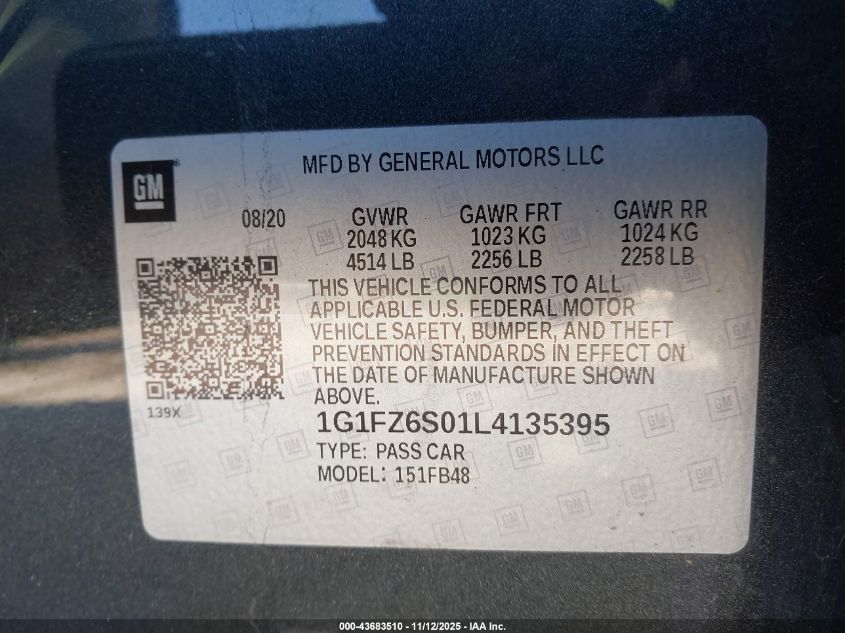 MFD BY GENERAL MOTORS LLC
GM
08/20 GVWR GAWR FRT GAWR RR
2048 KG 1023 KG 1024 KG
4514 LB 2256 LB 2258 LB
THIS VEHICLE CONFORMS TO ALL
APPLICABLE U.S. FEDERAL MOTOR
VEHICLE SAFETY, BUMPER, AND THEFT
PREVENTION STANDARDS IN EFFECT ON
THE DATE OF MANUFACTURE SHOWN
ABOVE.
139X
1G1FZ6S01L4135395
TYPE: PASS CAR
MODEL: 151FB48
000-43683510 - 11/12/2025 - IAA Inc.